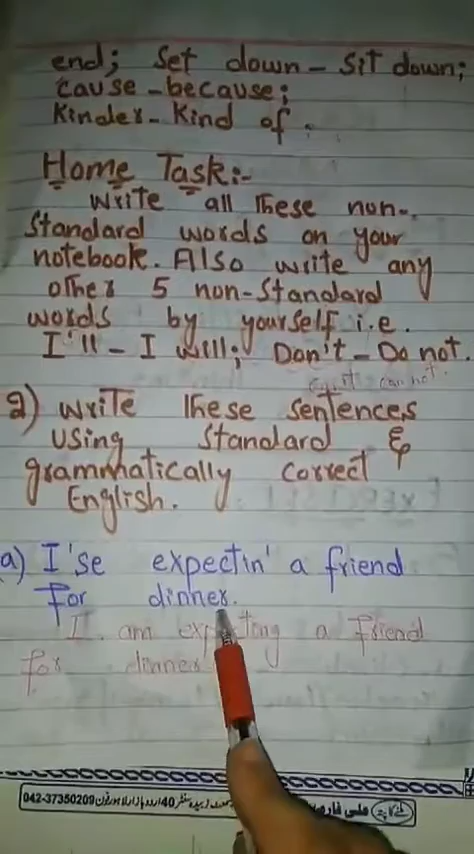 end; Set down - Sit down;
'cause - because;
Kinder - Kind of.
Home Task:-
Write all these non-
Standard words on your
notebook. Also write any
other 5 non-Standard
words by yourself i.e.
I'll - I will; Don't - Do not.
can't - can not.
2) Write these sentences
using Standard &
grammatically correct
English.
a) I'se expectin' a friend
for dinner.
I am expecting a friend
for dinner
042-37350209